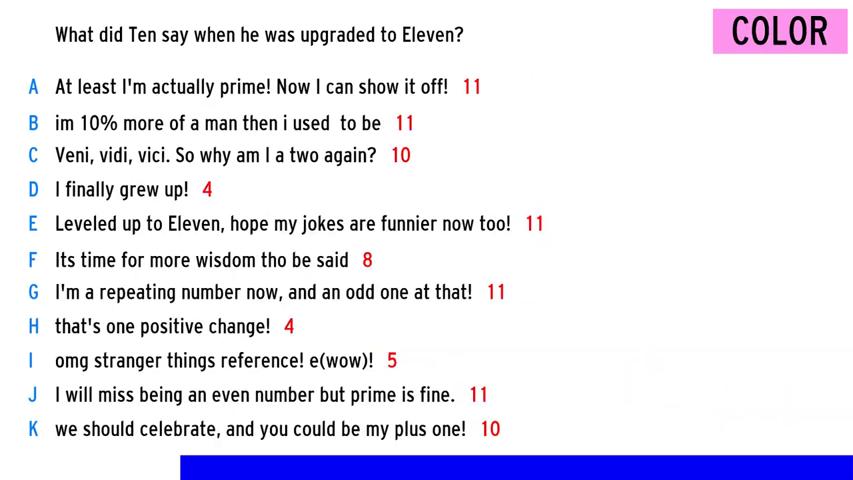 What did Ten say when he was upgraded to Eleven?
COLOR
A At least I'm actually prime! Now I can show it off! 11
B im 10% more of a man then i used to be 11
C Veni, vidi, vici. So why am I a two again? 10
D I finally grew up! 4
E Leveled up to Eleven, hope my jokes are funnier now too! 11
F Its time for more wisdom tho be said 8
G I'm a repeating number now, and an odd one at that! 11
H that's one positive change! 4
I omg stranger things reference! e(wow)! 5
J I will miss being an even number but prime is fine. 11
K we should celebrate, and you could be my plus one! 10